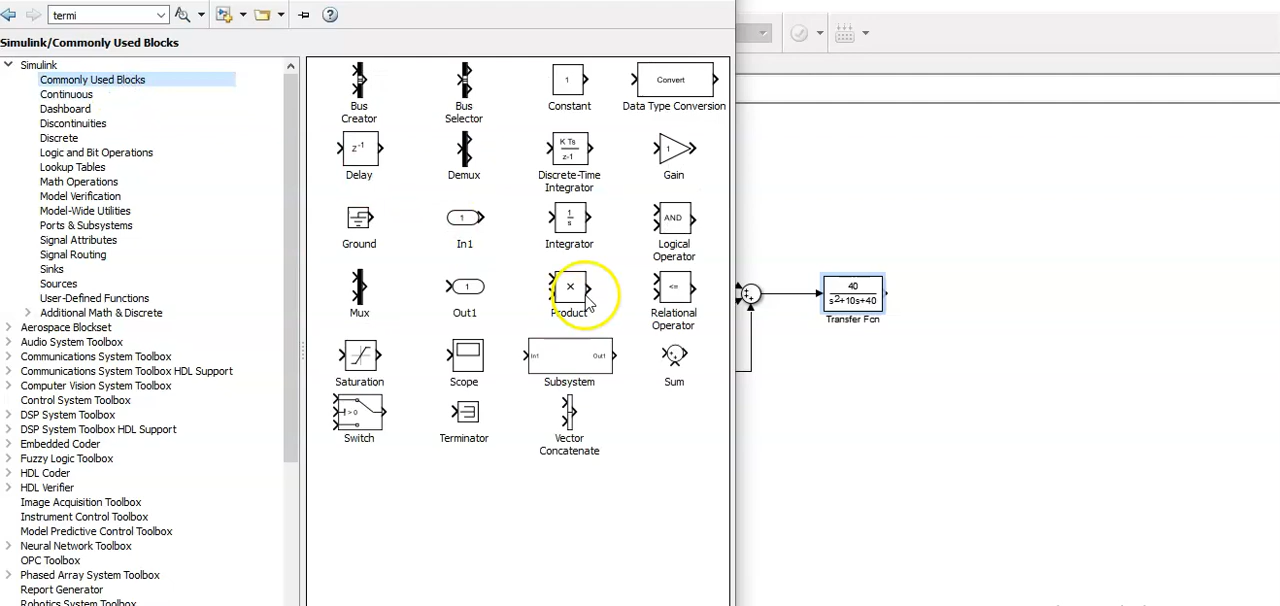 termi
Simulink/Commonly Used Blocks
Simulink
Commonly Used Blocks
Continuous
Dashboard
Discontinuities
Discrete
Logic and Bit Operations
Lookup Tables
Math Operations
Model Verification
Model-Wide Utilities
Ports & Subsystems
Signal Attributes
Signal Routing
Sinks
Sources
User-Defined Functions
Additional Math & Discrete
Aerospace Blockset
Audio System Toolbox
Communications System Toolbox
Communications System Toolbox HDL Support
Computer Vision System Toolbox
Control System Toolbox
DSP System Toolbox
DSP System Toolbox HDL Support
Embedded Coder
Fuzzy Logic Toolbox
HDL Coder
HDL Verifier
Image Acquisition Toolbox
Instrument Control Toolbox
Model Predictive Control Toolbox
Neural Network Toolbox
OPC Toolbox
Phased Array System Toolbox
Report Generator
Robotics System Toolbox
Bus
Creator
Bus
Selector
1
Constant
Convert
Data Type Conversion
z-1
Delay
Demux
K Ts
z-1
Discrete-Time
Integrator
1
Gain
Ground
1
In1
1
s
Integrator
AND
Logical
Operator
Mux
1
Out1
×
Product
<=
Relational
Operator
Saturation
Scope
In1 Out1
Subsystem
Sum
> 0
Switch
Terminator
Vector
Concatenate
40
s2+10s+40
Transfer Fcn